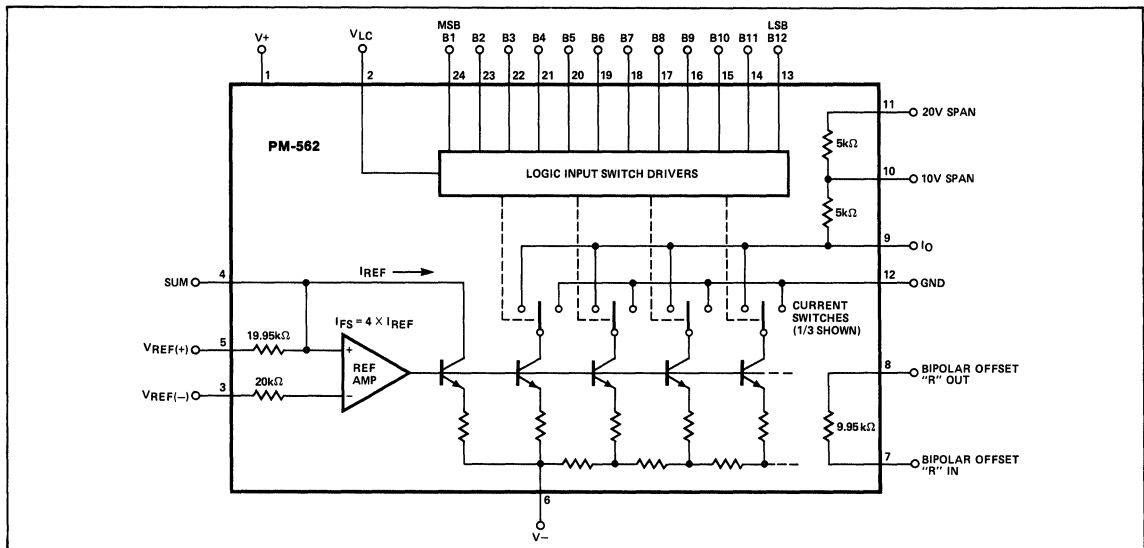 V+
VLC
MSB
B1 B2 B3 B4 B5 B6 B7 B8 B9 B10 B11
LSB
B12
1 2 24 23 22 21 20 19 18 17 16 15 14 13
PM-562
LOGIC INPUT SWITCH DRIVERS
11 20V SPAN
5kΩ
10 10V SPAN
5kΩ
9 IO
12 GND
SUM 4
IREF
CURRENT
SWITCHES
(1/3 SHOWN)
IFS = 4 × IREF
VREF(+) 5 19.95kΩ
+
REF
AMP
−
VREF(−) 3 20kΩ
8 BIPOLAR OFFSET
"R" OUT
9.95kΩ
7 BIPOLAR OFFSET
"R" IN
6
V−